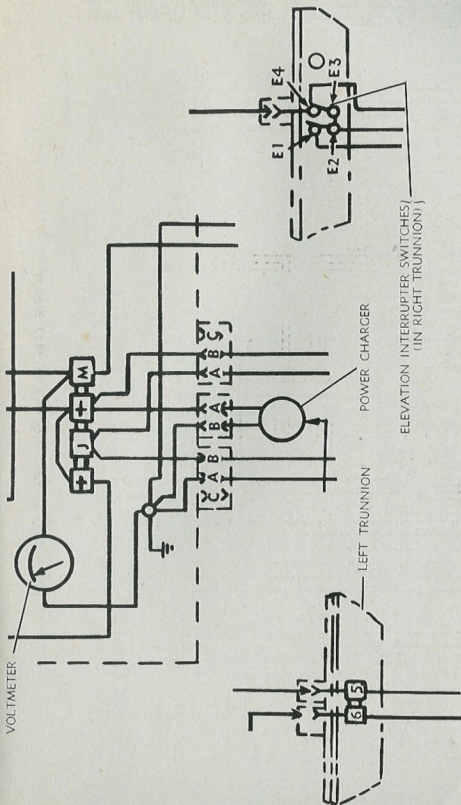 VOLTMETER
+
J
+
M
C
A
B
B
A
A
B
C
E1
E4
E2
E3
6
5
LEFT TRUNNION
POWER CHARGER
ELEVATION INTERRUPTER SWITCHES
(IN RIGHT TRUNNION)